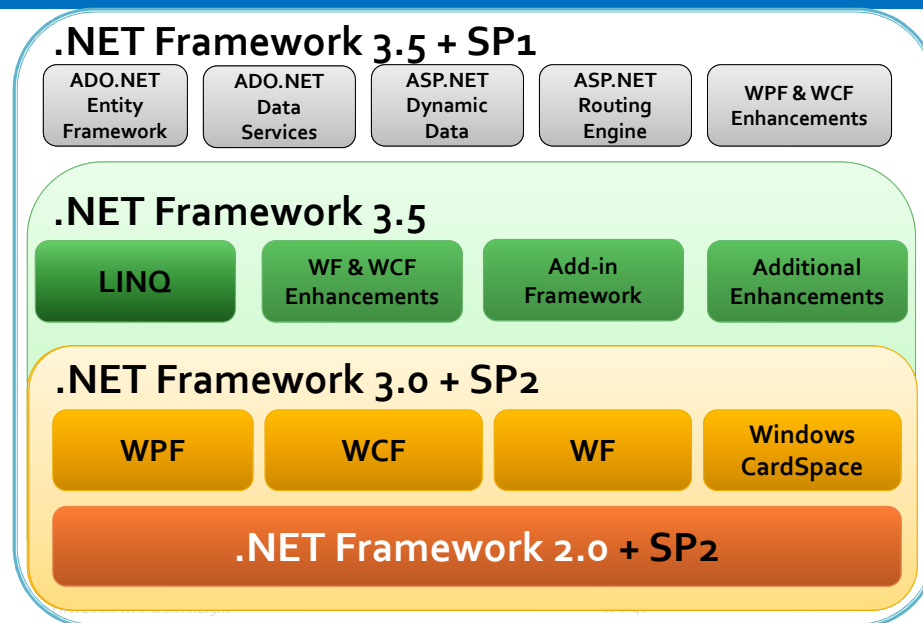 .NET Framework 3.5 + SP1
ADO.NET
Entity
Framework
ADO.NET
Data
Services
ASP.NET
Dynamic
Data
ASP.NET
Routing
Engine
WPF & WCF
Enhancements
.NET Framework 3.5
LINQ
WF & WCF
Enhancements
Add-in
Framework
Additional
Enhancements
.NET Framework 3.0 + SP2
WPF
WCF
WF
Windows
CardSpace
.NET Framework 2.0 + SP2